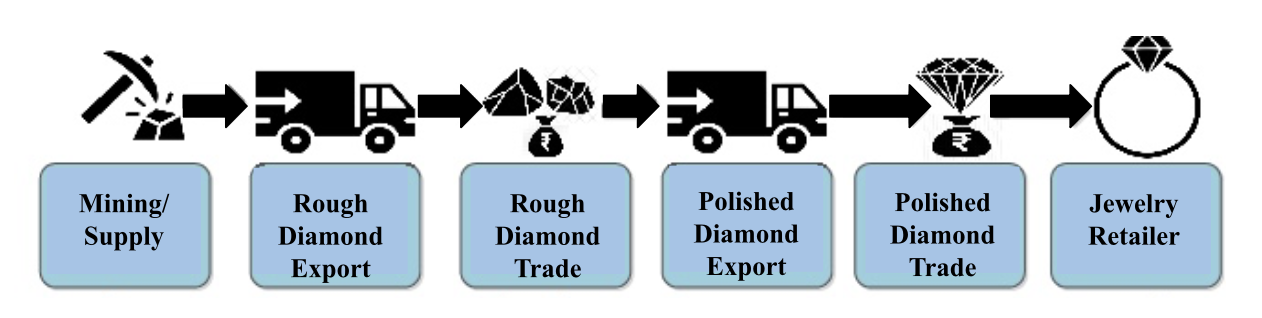 ₹
₹
Mining/
Supply
Rough
Diamond
Export
Rough
Diamond
Trade
Polished
Diamond
Export
Polished
Diamond
Trade
Jewelry
Retailer